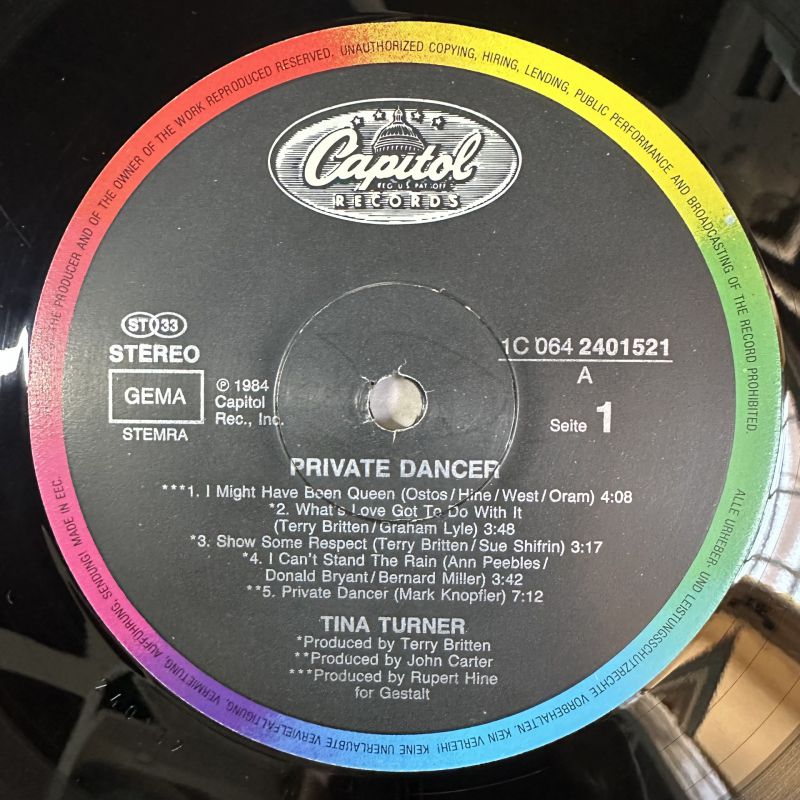 THE PRODUCER AND OF THE OWNER OF THE WORK REPRODUCED RESERVED. UNAUTHORIZED COPYING, HIRING, LENDING, PUBLIC PERFORMANCE AND BROADCASTING OF THE RECORD PROHIBITED.
Capitol
REG. U.S. PAT. OFF.
RECORDS
ST 33
STEREO
GEMA
STEMRA
℗ 1984
Capitol
Rec., Inc.
1C 064 2401521
A
Seite 1
PRIVATE DANCER
***1. I Might Have Been Queen (Ostos/Hine/West/Oram) 4:08
*2. What's Love Got To Do With It
(Terry Britten/Graham Lyle) 3:48
*3. Show Some Respect (Terry Britten/Sue Shifrin) 3:17
*4. I Can't Stand The Rain (Ann Peebles/
Donald Bryant/Bernard Miller) 3:42
**5. Private Dancer (Mark Knopfler) 7:12
TINA TURNER
*Produced by Terry Britten
**Produced by John Carter
***Produced by Rupert Hine
for Gestalt
ALLE URHEBER- UND LEISTUNGSSCHUTZRECHTE VORBEHALTEN. KEIN VERLEIH! KEINE UNERLAUBTE VERVIELFÄLTIGUNG, VERMIETUNG, AUFFÜHRUNG, SENDUNG! MADE IN EEC.